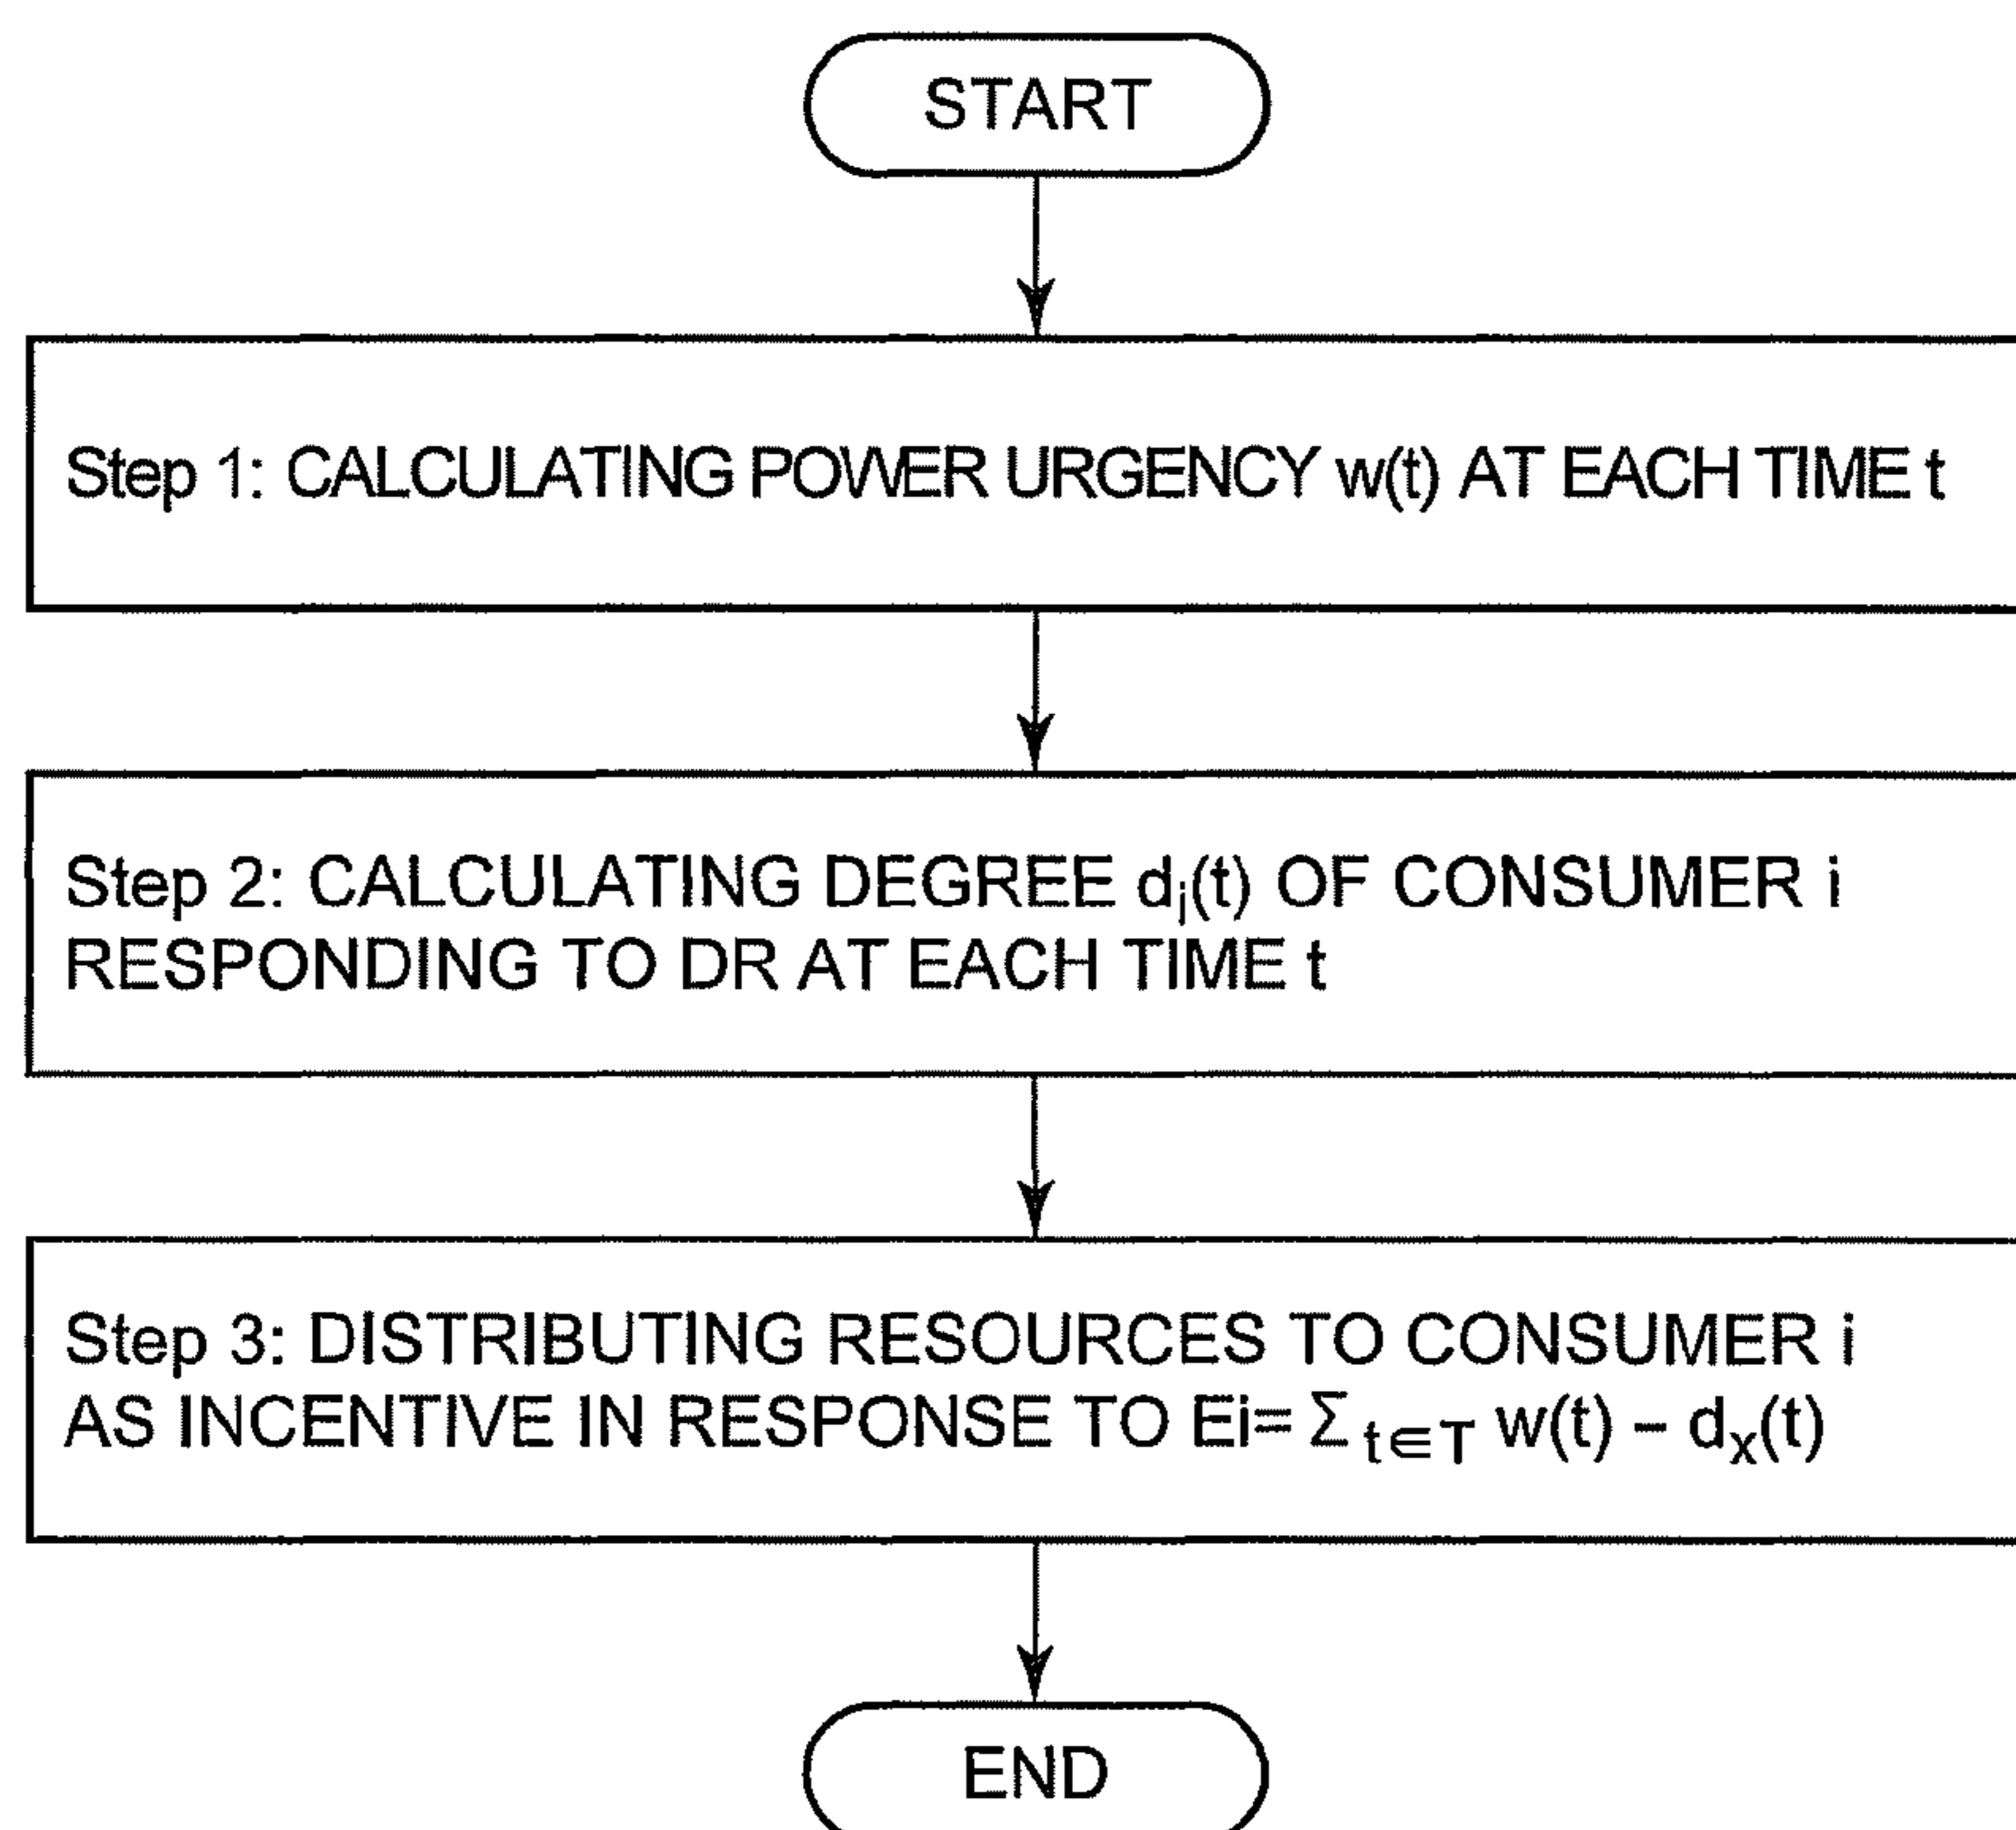 START
Step 1: CALCULATING POWER URGENCY w(t) AT EACH TIME t
Step 2: CALCULATING DEGREE dⱼ(t) OF CONSUMER i
RESPONDING TO DR AT EACH TIME t
Step 3: DISTRIBUTING RESOURCES TO CONSUMER i
AS INCENTIVE IN RESPONSE TO Ei= Σ t∈T w(t) – dₓ(t)
END